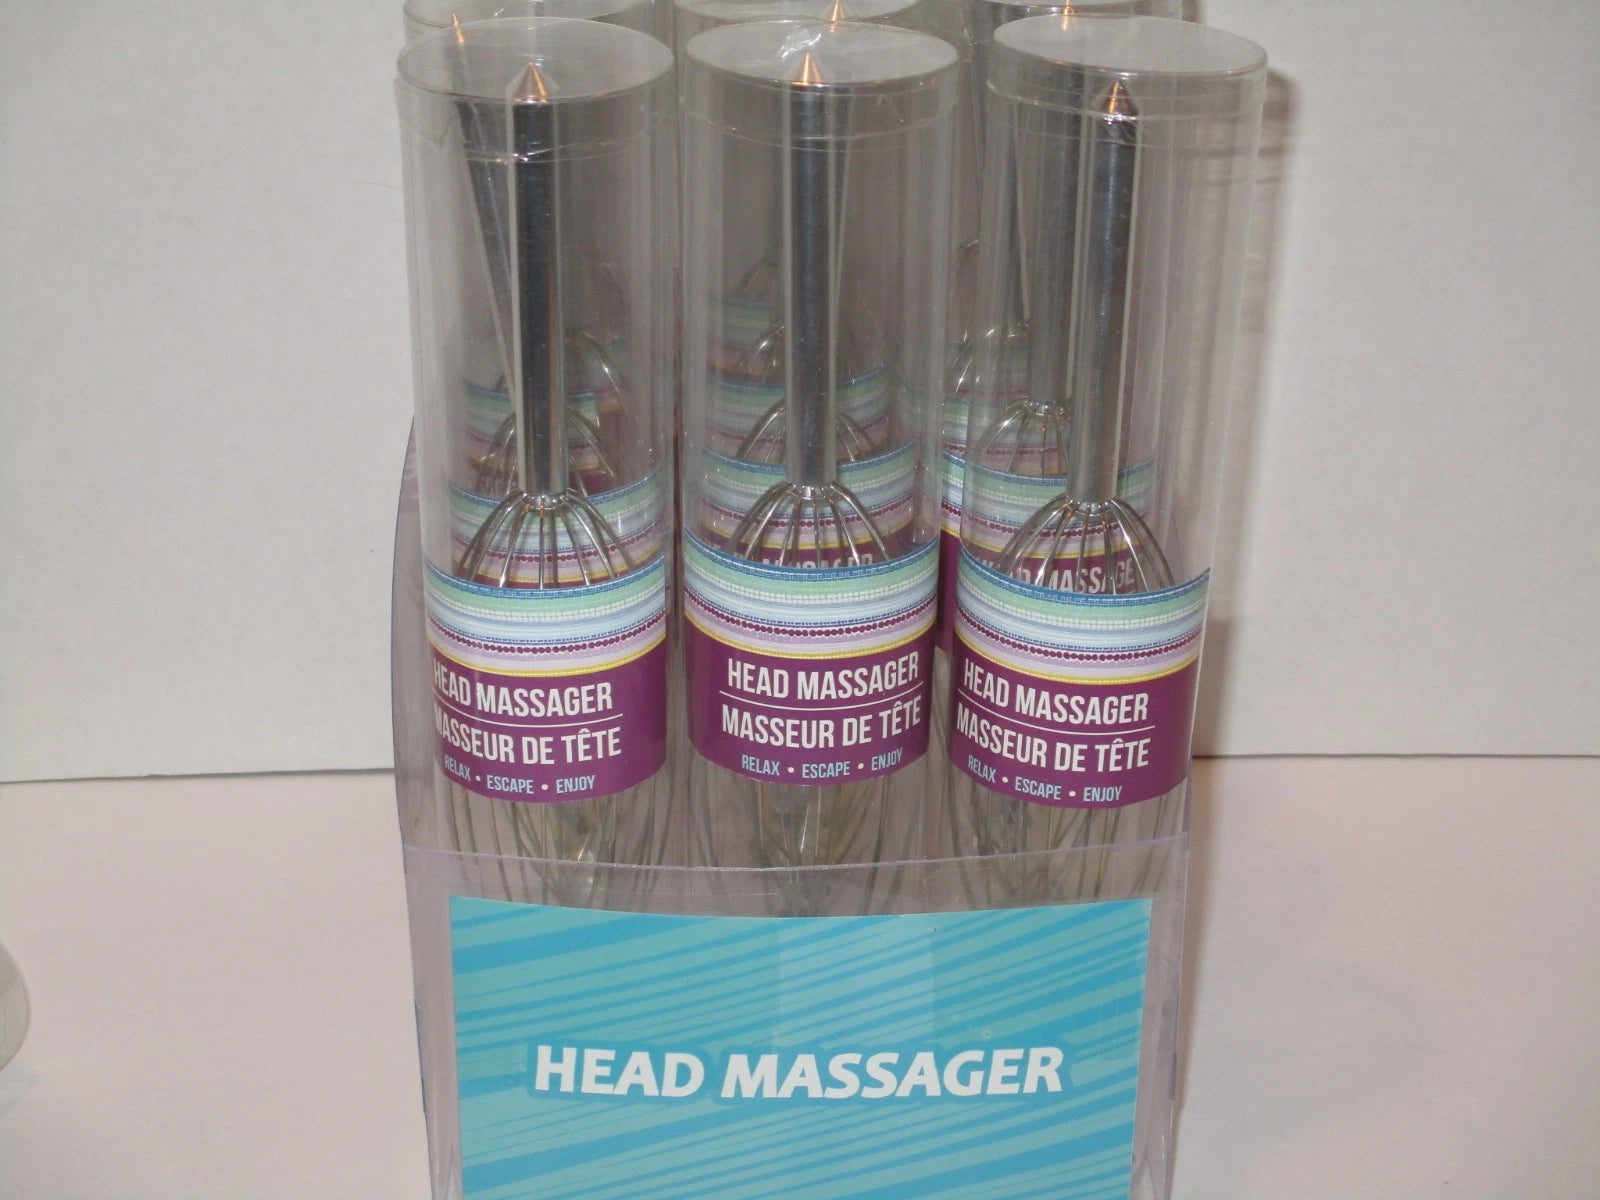 HEAD MASSAGER
MASSEUR DE TÊTE
RELAX • ESCAPE • ENJOY
HEAD MASSAGER
MASSEUR DE TÊTE
RELAX • ESCAPE • ENJOY
HEAD MASSAGER
MASSEUR DE TÊTE
RELAX • ESCAPE • ENJOY
HEAD MASSAGER